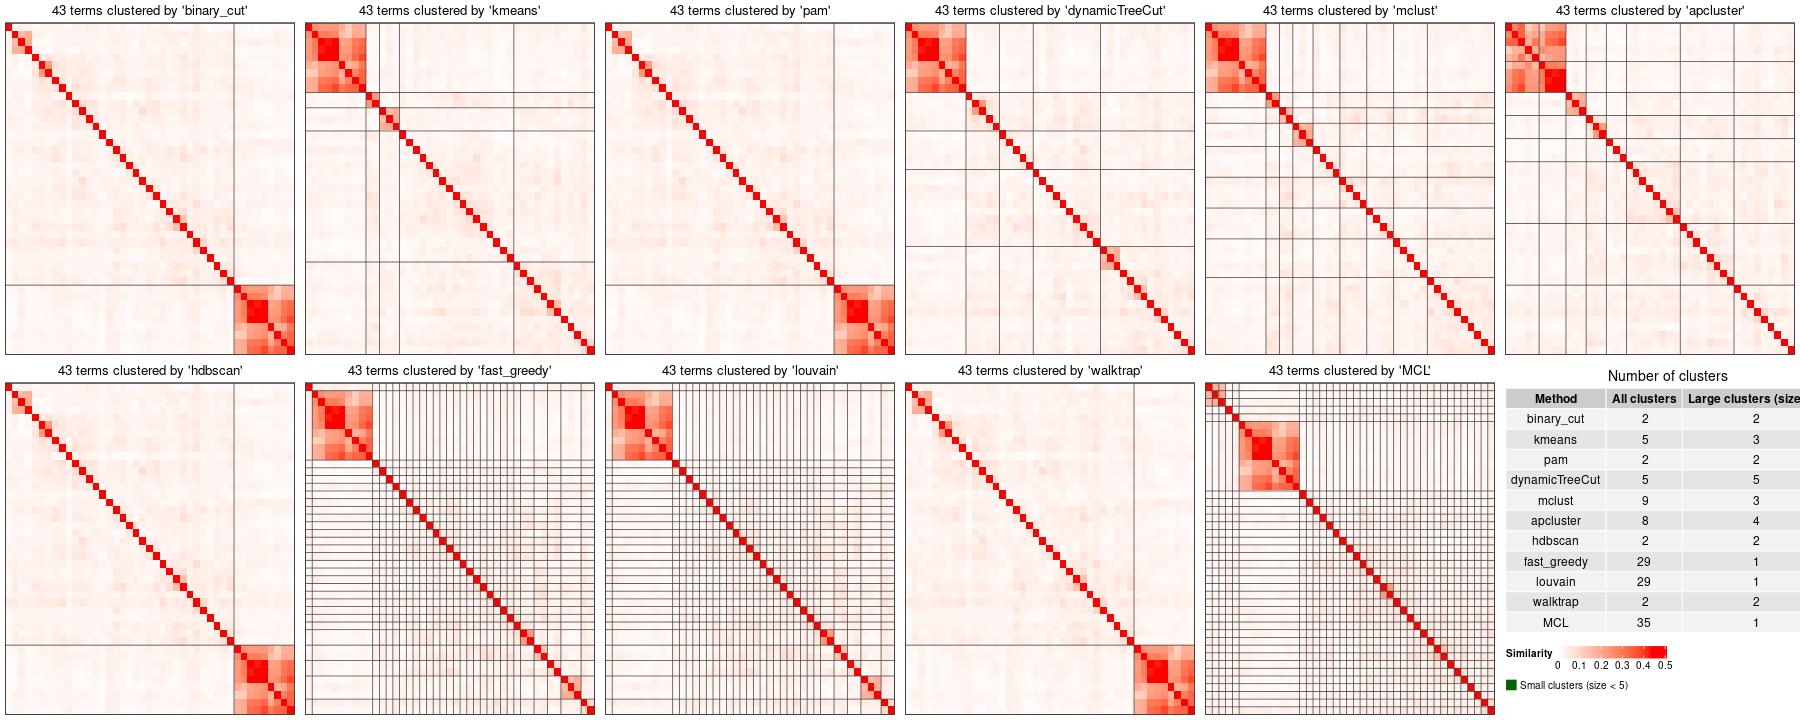 43 terms clustered by 'binary_cut'
43 terms clustered by 'kmeans'
43 terms clustered by 'pam'
43 terms clustered by 'dynamicTreeCut'
43 terms clustered by 'mclust'
43 terms clustered by 'apcluster'
43 terms clustered by 'hdbscan'
43 terms clustered by 'fast_greedy'
43 terms clustered by 'louvain'
43 terms clustered by 'walktrap'
43 terms clustered by 'MCL'
Number of clusters
Method All clusters Large clusters (size
binary_cut 2 2
kmeans 5 3
pam 2 2
dynamicTreeCut 5 5
mclust 9 3
apcluster 8 4
hdbscan 2 2
fast_greedy 29 1
louvain 29 1
walktrap 2 2
MCL 35 1
Similarity
0 0.1 0.2 0.3 0.4 0.5
Small clusters (size < 5)